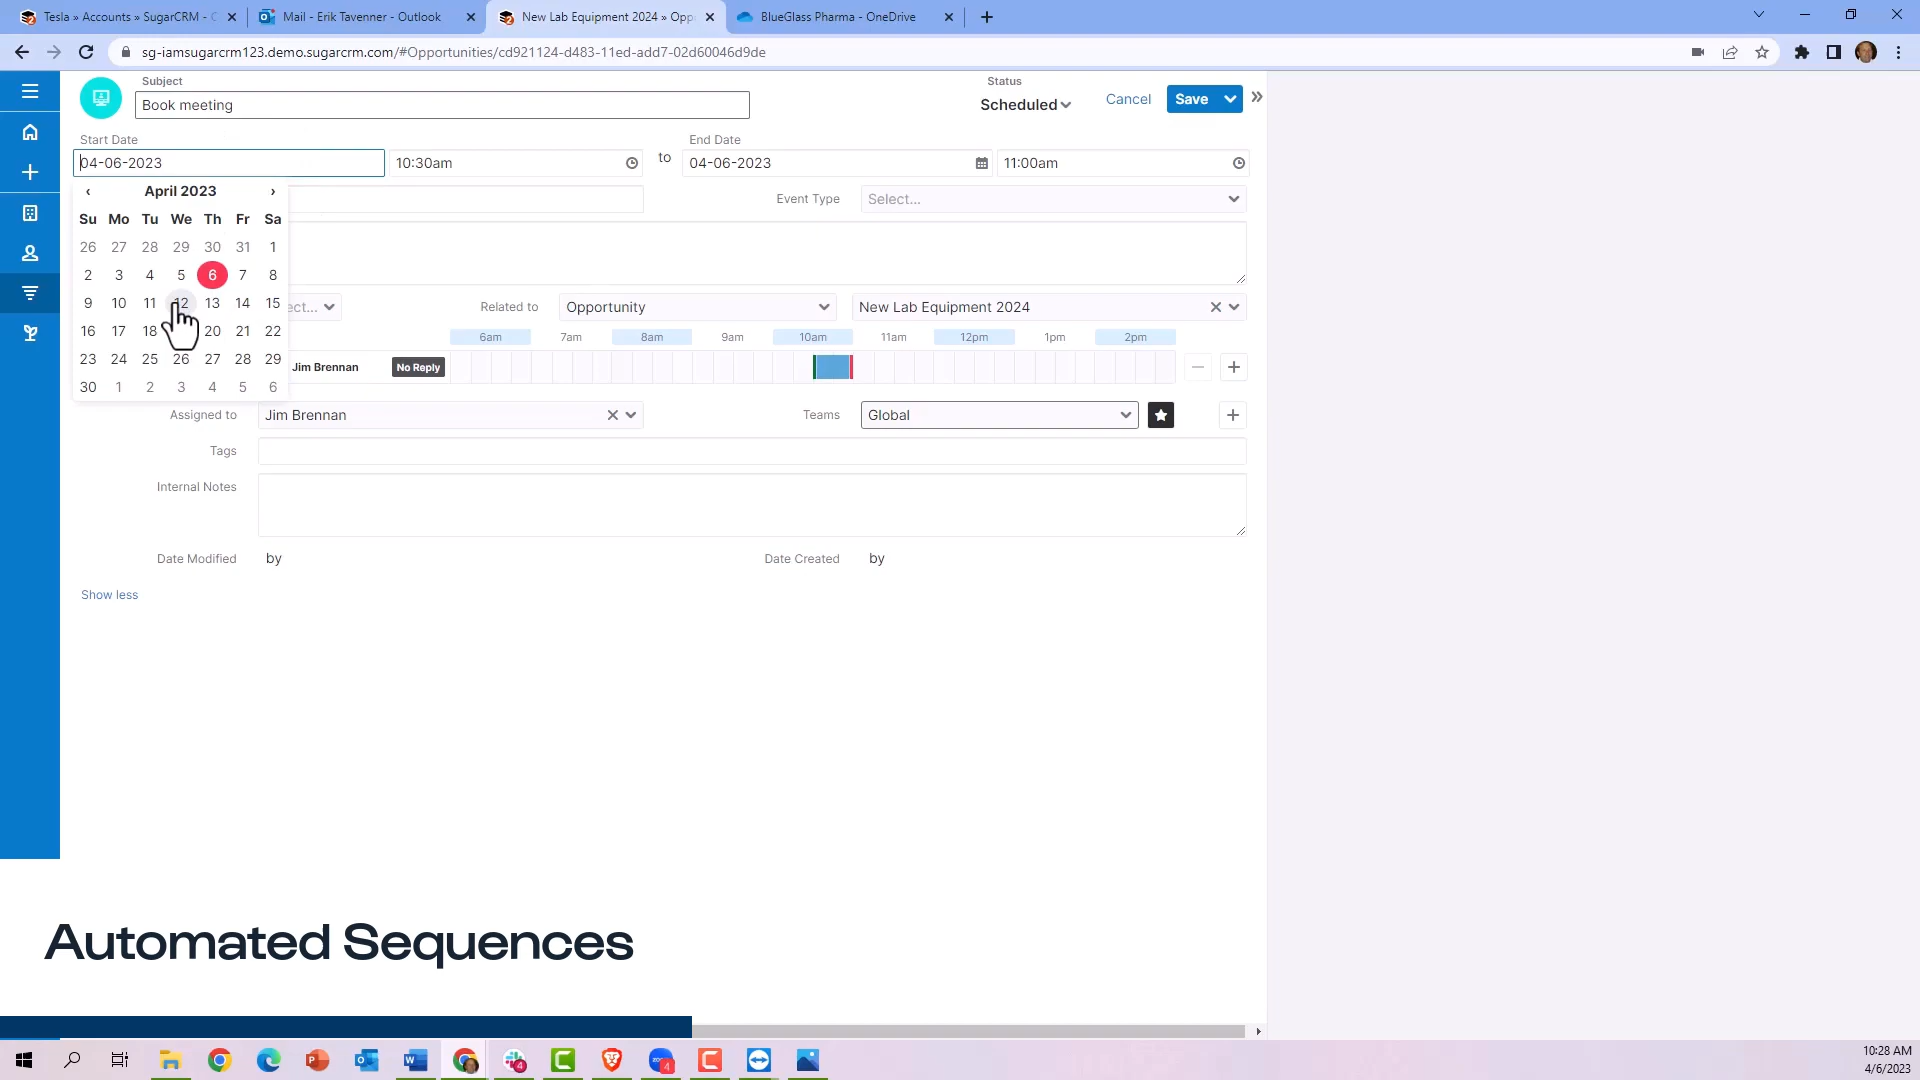 Tesla » Accounts » SugarCRM - C
Mail - Erik Tavenner - Outlook
New Lab Equipment 2024 » Opp
BlueGlass Pharma - OneDrive
sg-iamsugarcrm123.demo.sugarcrm.com/#Opportunities/cd921124-d483-11ed-add7-02d60046d9de
Subject
Book meeting
Status
Scheduled
Cancel
Save
Start Date
04-06-2023
10:30am
to
End Date
04-06-2023
11:00am
April 2023
Su Mo Tu We Th Fr Sa
26 27 28 29 30 31 1
2 3 4 5 6 7 8
9 10 11 12 13 14 15
16 17 18 20 21 22
23 24 25 26 27 28 29
30 1 2 3 4 5 6
Event Type
Select...
ect...
Related to
Opportunity
New Lab Equipment 2024
6am 7am 8am 9am 10am 11am 12pm 1pm 2pm
Jim Brennan
No Reply
Assigned to
Jim Brennan
Teams
Global
Tags
Internal Notes
Date Modified
by
Date Created
by
Show less
Automated Sequences
10:28 AM
4/6/2023